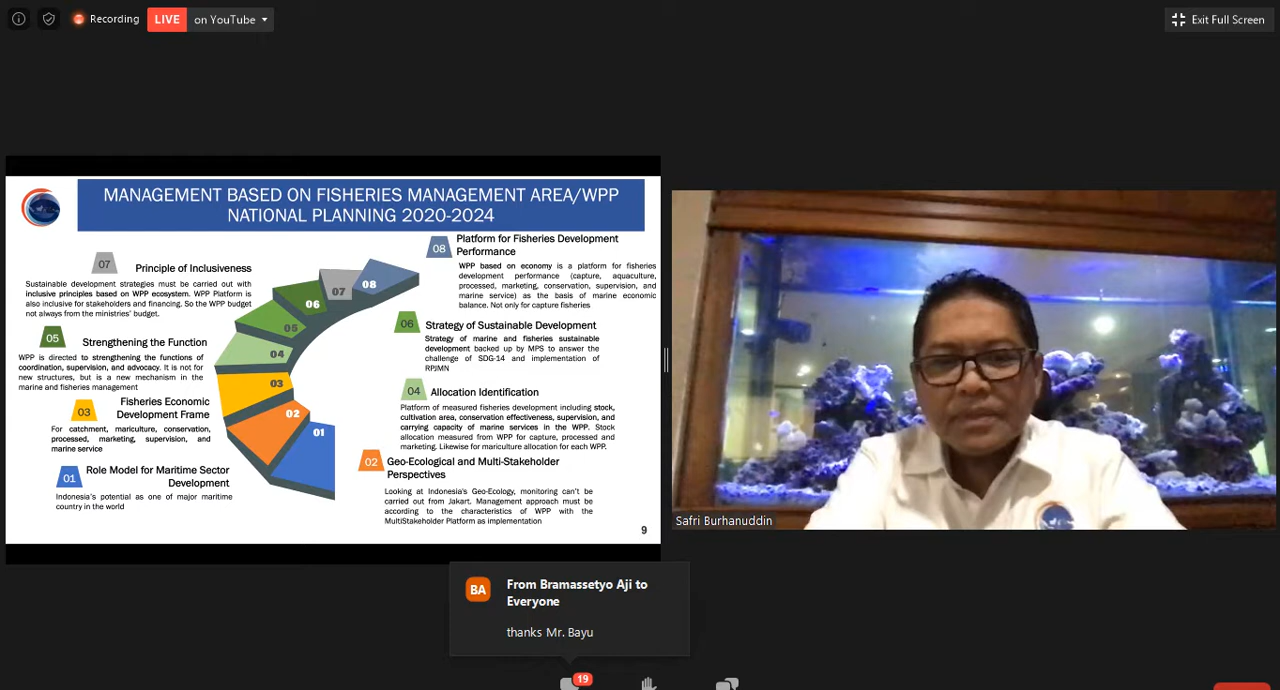 Recording
LIVE
on YouTube
Exit Full Screen
MANAGEMENT BASED ON FISHERIES MANAGEMENT AREA/WPP
NATIONAL PLANNING 2020-2024
08
Platform for Fisheries Development
Performance
WPP based on economy is a platform for fisheries
development performance (capture, aquaculture,
processed, marketing, conservation, supervision, and
marine service) as the basis of marine economic
balance. Not only for capture fisheries
07
Principle of Inclusiveness
Sustainable development strategies must be carried out with
inclusive principles based on WPP ecosystem. WPP Platform is
also inclusive for stakeholders and financing. So the WPP budget
not always from the ministries' budget.
06
Strategy of Sustainable Development
Strategy of marine and fisheries sustainable
development backed up by MPS to answer the
challenge of SDG-14 and implementation of
RPJMN
05
Strengthening the Function
WPP is directed to strengthening the functions of
coordination, supervision, and advocacy. It is not for
new structures, but is a new mechanism in the
marine and fisheries management
04
Allocation Identification
Platform of measured fisheries development including stock,
cultivation area, conservation effectiveness, supervision, and
carrying capacity of marine services in the WPP. Stock
allocation measured from WPP for capture, processed and
marketing. Likewise for mariculture allocation for each WPP.
03
Fisheries Economic
Development Frame
For catchment, mariculture, conservation,
processed, marketing, supervision, and
marine service
02
Geo-Ecological and Multi-Stakeholder
Perspectives
Looking at Indonesia's Geo-Ecology, monitoring can't be
carried out from Jakart. Management approach must be
according to the characteristics of WPP with the
MultiStakeholder Platform as implementation
01
Role Model for Maritime Sector
Development
Indonesia's potential as one of major maritime
country in the world
08
07
06
05
04
03
02
01
9
Safri Burhanuddin
BA
From Bramassetyo Aji to
Everyone
thanks Mr. Bayu
19